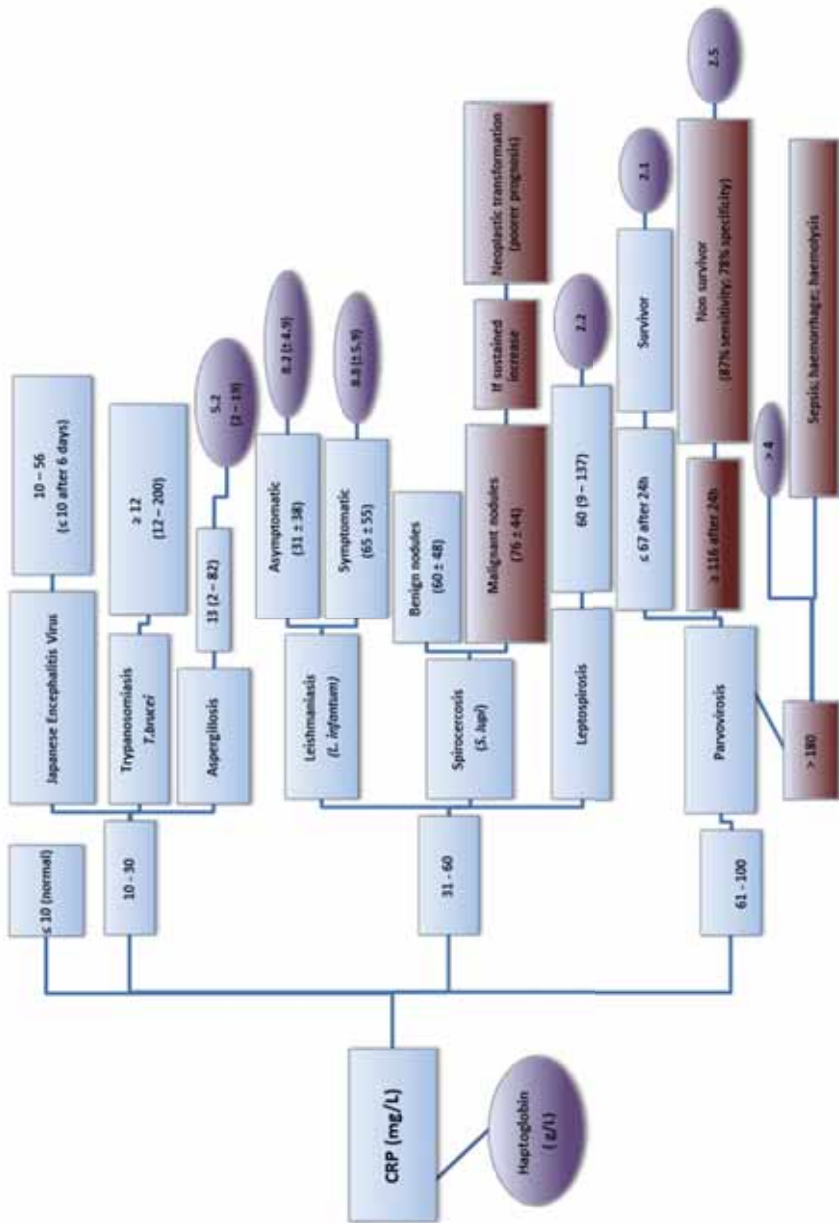 CRP (mg/L)
Haptoglobin
( g/L)
≤ 10 (normal)
10 - 30
Japanese Encephalitis Virus
10 – 56
(≤ 10 after 6 days)
Trypanosomiasis
T.brucei
≥ 12
(12 – 200)
Aspergillosis
13 (2 – 82)
5.2
(2 – 19)
31 - 60
Leishmaniasis
(L. infantum)
Asymptomatic
(31 ± 38)
8.2 (± 4.9)
Symptomatic
(65 ± 55)
8.8 (± 5.9)
Spirocercosis
(S. lupi)
Benign nodules
(60 ± 48)
Malignant nodules
(76 ± 44)
If sustained
increase
Neoplastic transformation
(poorer prognosis)
Leptospirosis
60 (9 – 137)
2.2
61 - 100
Parvovirosis
≤ 67 after 24h
Survivor
2.1
≥ 116 after 24h
Non survivor
(87% sensitivity; 78% specificity)
2.5
> 180
> 4
Sepsis; haemorrhage; haemolysis